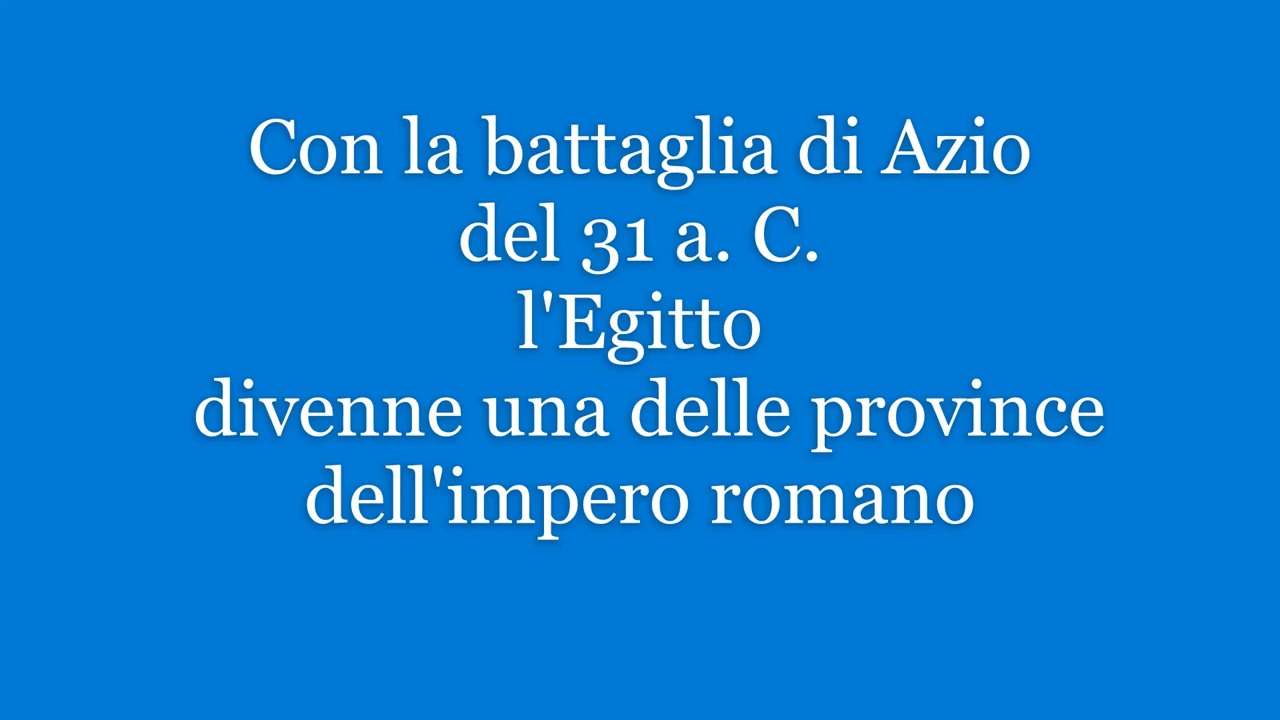 Con la battaglia di Azio
del 31 a. C.
l'Egitto
divenne una delle province
dell'impero romano